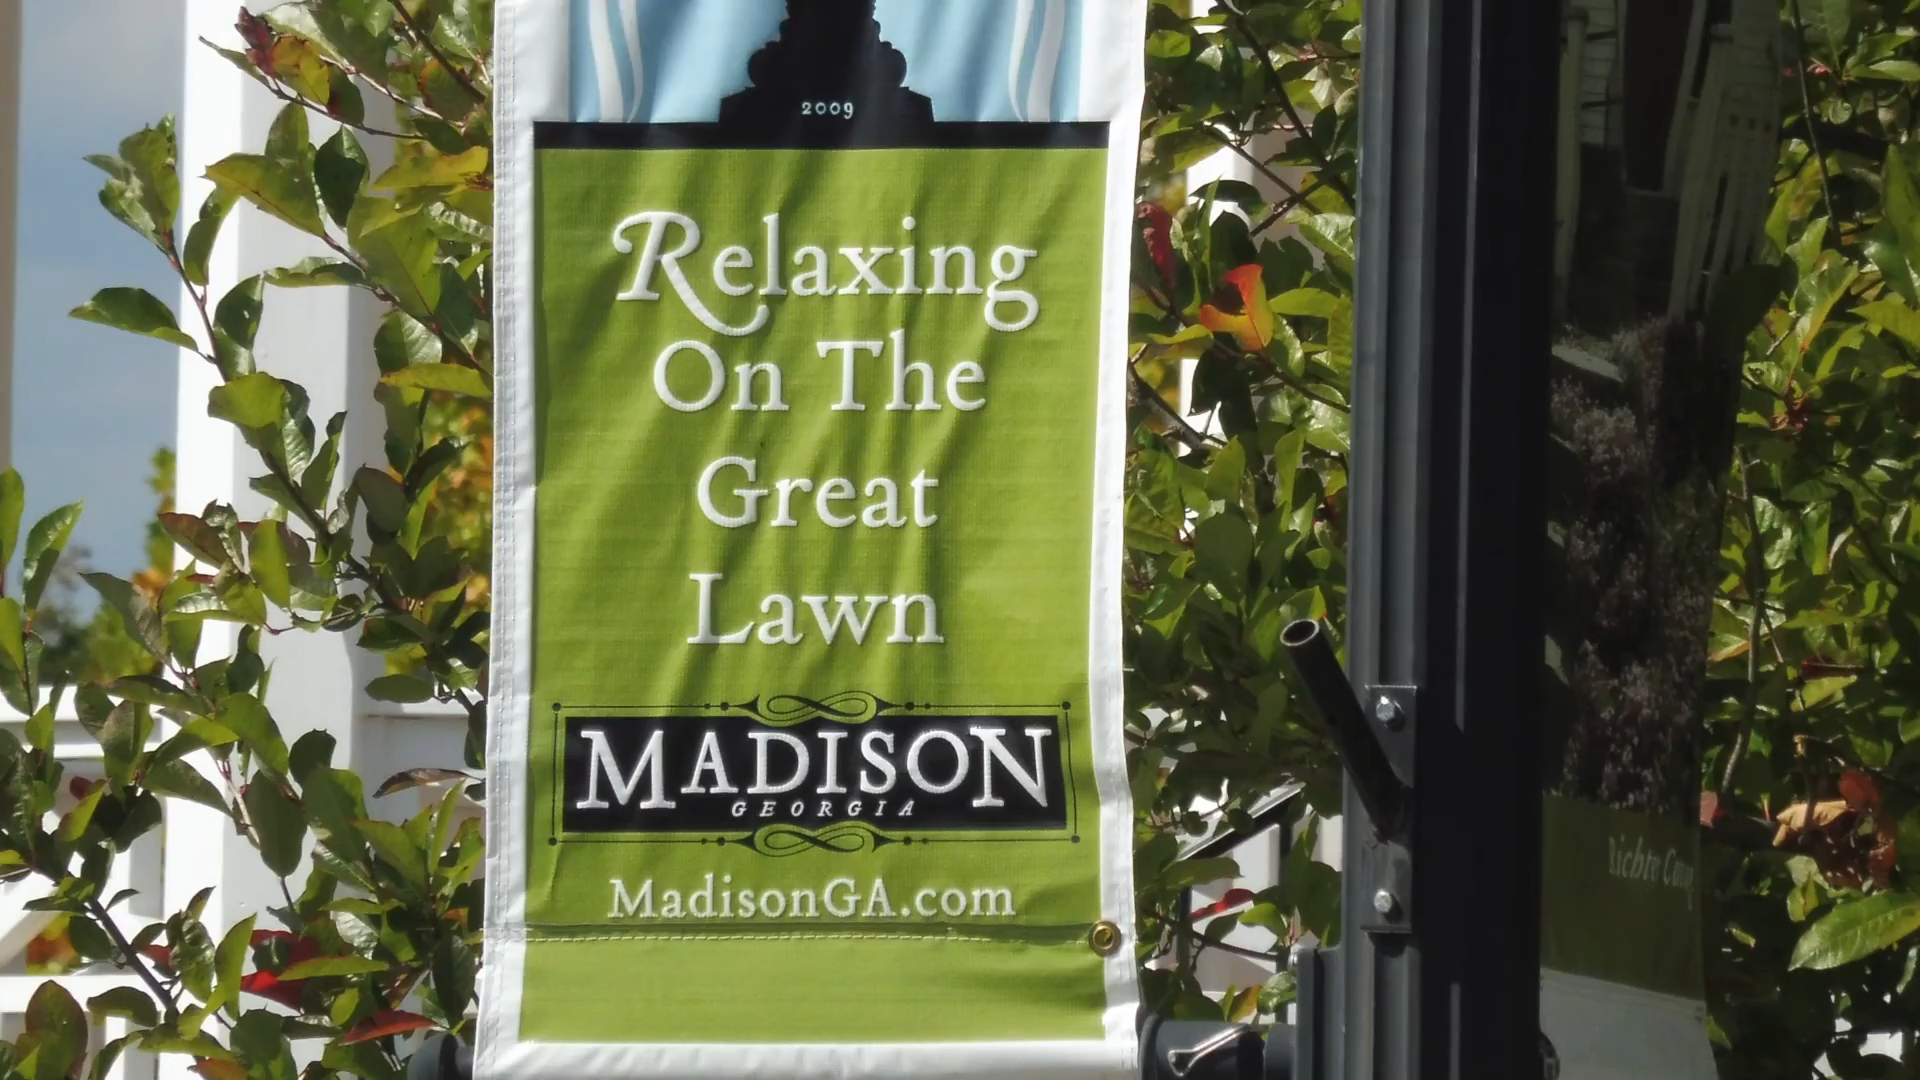 2009
Relaxing
On The
Great
Lawn
MADISON
GEORGIA
MadisonGA.com